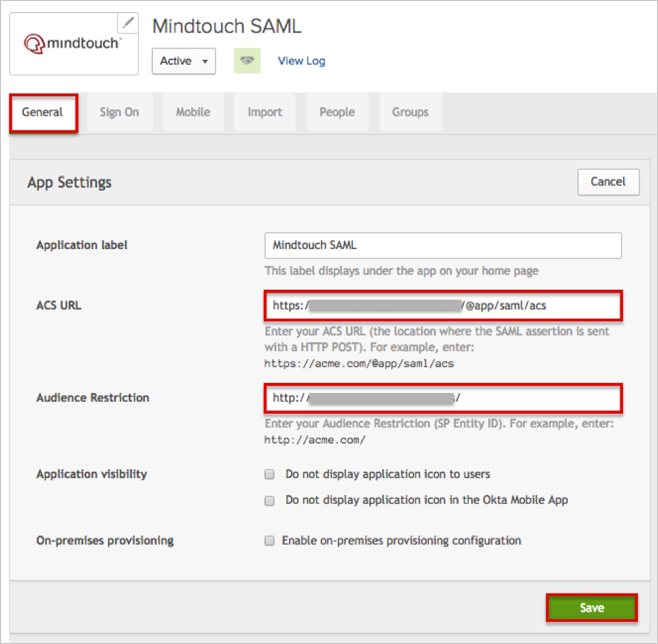 mindtouch
Mindtouch SAML
Active
View Log
General Sign On Mobile Import People Groups
App Settings
Cancel
Application label
Mindtouch SAML
This label displays under the app on your home page
ACS URL
https:/ /@app/saml/acs
Enter your ACS URL (the location where the SAML assertion is sent
with a HTTP POST). For example, enter:
https://acme.com/@app/saml/acs
Audience Restriction
http:/ /
Enter your Audience Restriction (SP Entity ID). For example, enter:
http://acme.com/
Application visibility
Do not display application icon to users
Do not display application icon in the Okta Mobile App
On-premises provisioning
Enable on-premises provisioning configuration
Save